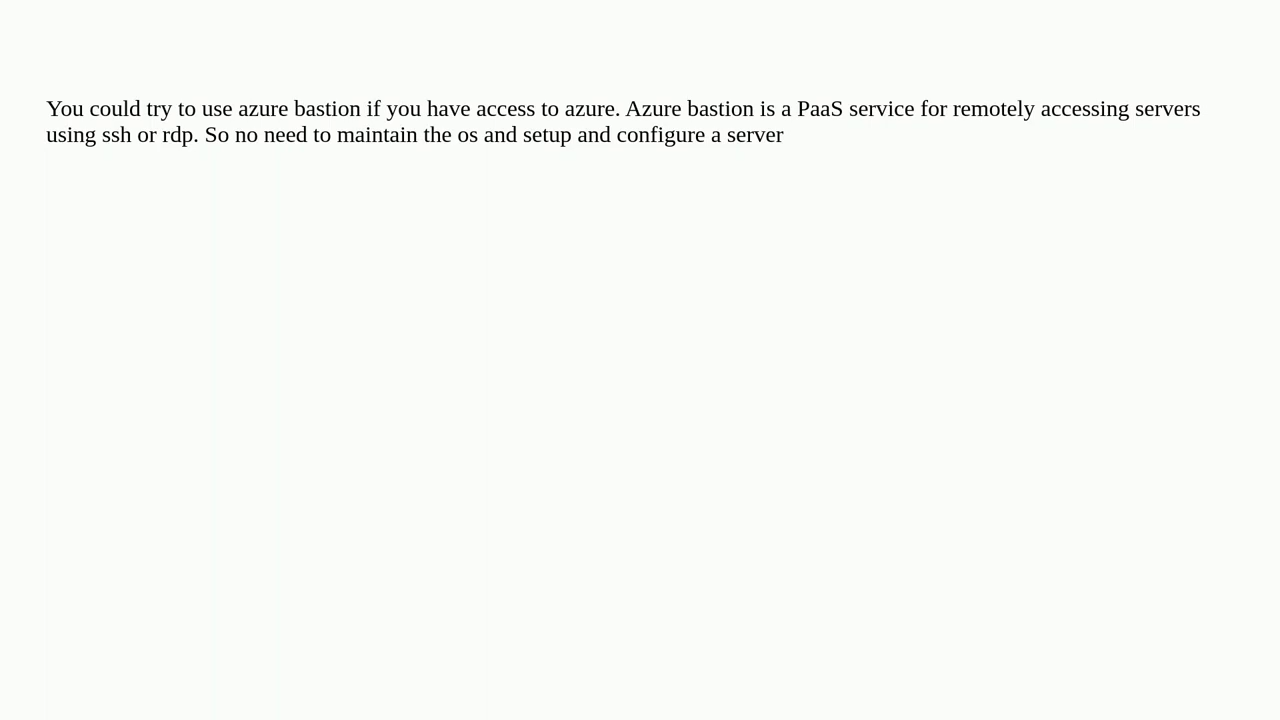 You could try to use azure bastion if you have access to azure. Azure bastion is a PaaS service for remotely accessing servers
using ssh or rdp. So no need to maintain the os and setup and configure a server